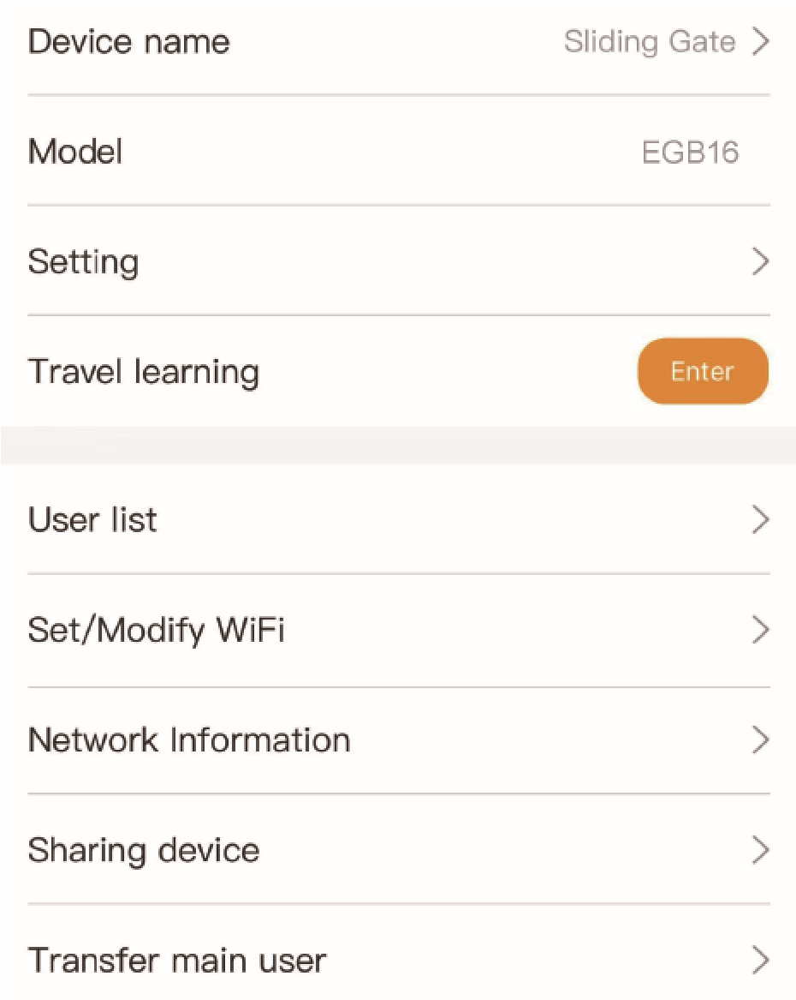 Device name Sliding Gate
Model EGB16
Setting
Travel learning Enter
User list
Set/Modify WiFi
Network Information
Sharing device
Transfer main user